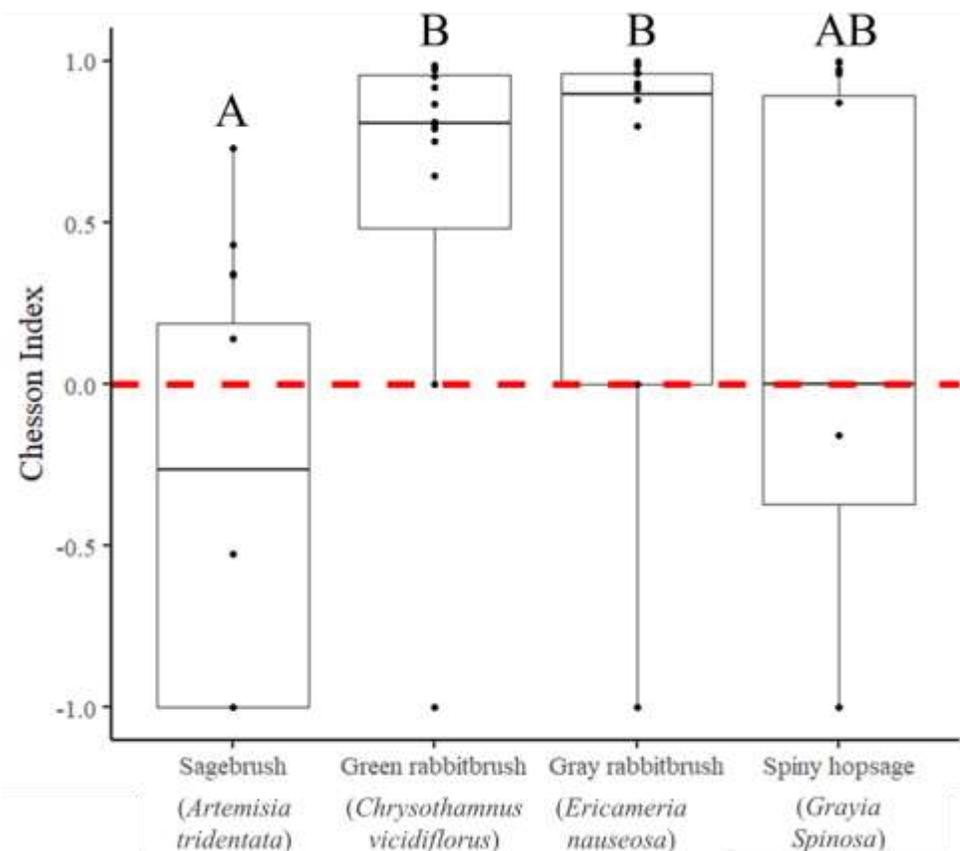 B B AB
A
1.0
0.5
0.0
-0.5
-1.0
Chesson Index
Sagebrush Green rabbitbrush Gray rabbitbrush Spiny hopsage
(Artemisia (Chrysothamnus (Ericameria (Grayia
tridentata) vicidiflorus) nauseosa) Spinosa)